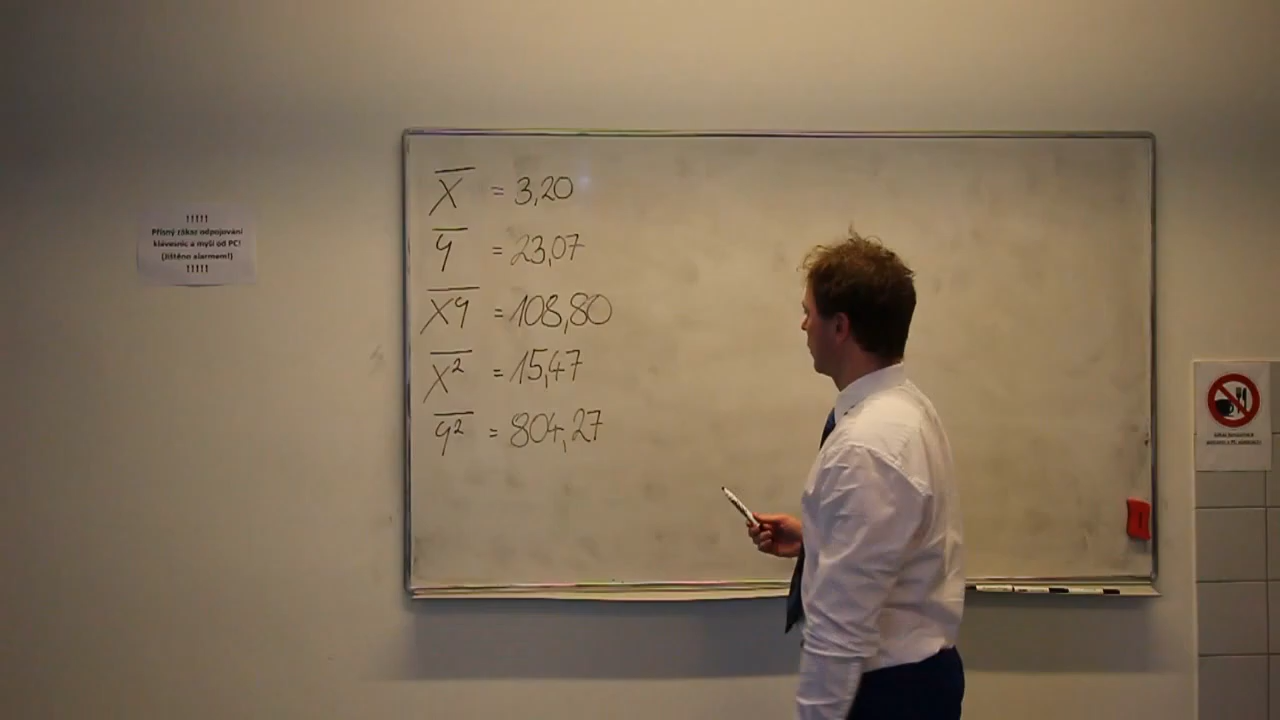 !!!!!
Přísný zákaz odpojování
klávesnic a myší od PC!
(Jištěno alarmem!)
!!!!!
x̅ = 3,20
y̅ = 23,07
x̅y̅ = 108,80
x̅² = 15,47
y̅² = 804,27